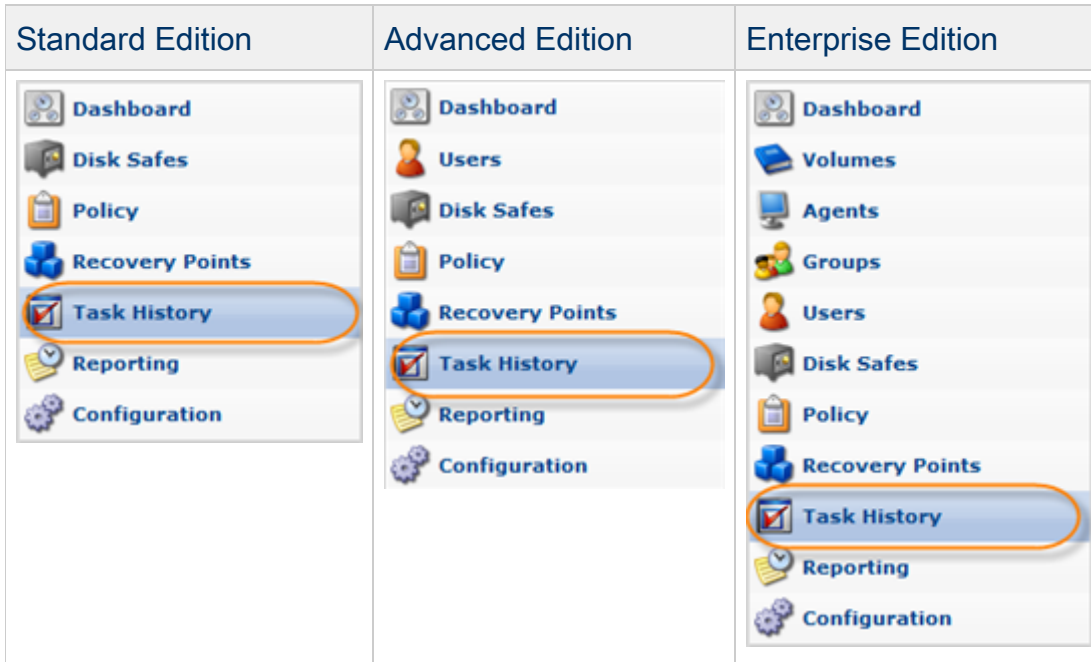 Standard Edition
Dashboard
Disk Safes
Policy
Recovery Points
Task History
Reporting
Configuration
Advanced Edition
Dashboard
Users
Disk Safes
Policy
Recovery Points
Task History
Reporting
Configuration
Enterprise Edition
Dashboard
Volumes
Agents
Groups
Users
Disk Safes
Policy
Recovery Points
Task History
Reporting
Configuration